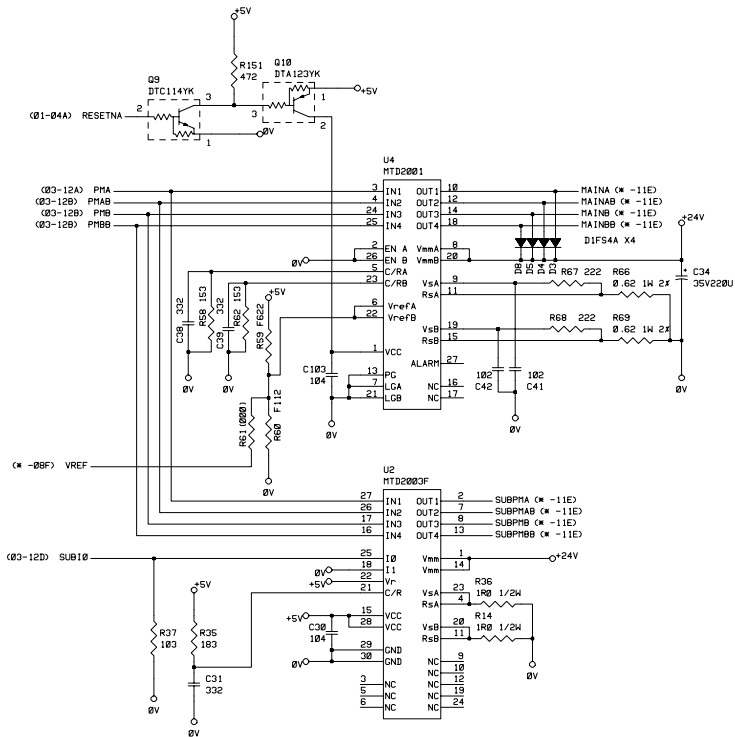 +5V
Q10
DTA123YK
R151
472
Q9
DTC114YK
3
1
+5V
2
3
(01-04A) RESETNA
0V
1
2
U4
MTD2001
(03-12A) PMA
3
IN1
OUT1
10
MAINA (* -11E)
(03-12B) PMAB
4
IN2
OUT2
12
MAINAB (* -11E)
(03-12B) PMB
24
IN3
OUT3
14
MAINB (* -11E)
(03-12B) PMBB
25
IN4
OUT4
18
MAINBB (* -11E)
+24V
D1FS4A X4
D8
D5
D4
D3
0V
2
EN A
VmmA
8
26
EN B
VmmB
20
5
C/RA
VsA
9
R67 222
R66
C34
35V220U
23
C/RB
RsA
11
0.62 1W 2%
C38
332
R58
153
C39
332
R62
153
+5V
R59
F622
6
VrefA
22
VrefB
VsB
19
R68 222
R69
RsB
15
0.62 1W 2%
1
VCC
ALARM
27
C103
104
13
PG
7
LGA
NC
16
21
LGB
NC
17
102
C42
102
C41
0V
0V
0V
0V
0V
R61(000)
R60
F112
(* -08F) VREF
0V
U2
MTD2003F
27
IN1
OUT1
2
SUBPMA (* -11E)
26
IN2
OUT2
7
SUBPMAB (* -11E)
17
IN3
OUT3
8
SUBPMB (* -11E)
16
IN4
OUT4
13
SUBPMBB (* -11E)
(03-12D) SUBI0
25
I0
Vmm
1
+24V
0V
18
I1
Vmm
14
+5V
22
Vr
21
C/R
VsA
23
R36
RsA
4
1R0 1/2W
+5V
+5V
15
VCC
28
VCC
VsB
20
R14
RsB
11
1R0 1/2W
C30
104
R37
103
R35
183
29
GND
0V
30
GND
NC
9
NC
10
3
NC
NC
12
5
NC
NC
19
6
NC
NC
24
0V
C31
332
0V
0V